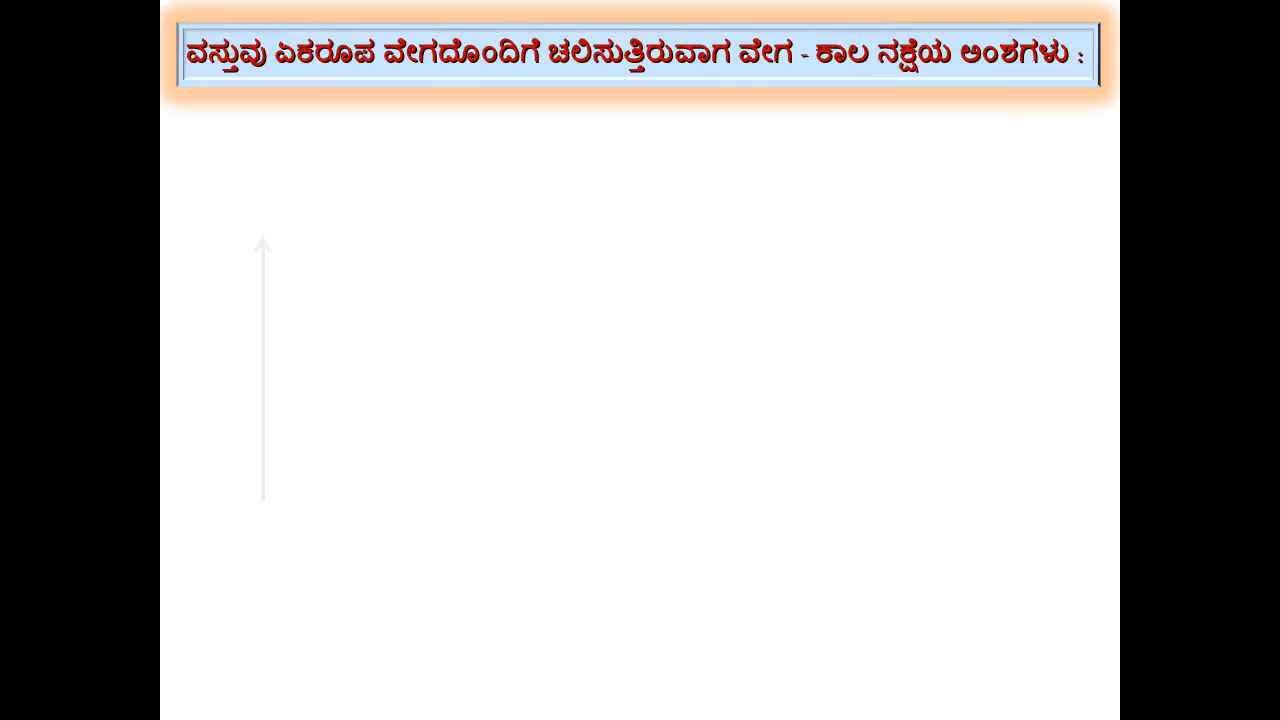 ವಸ್ತುವು ಏಕರೂಪ ವೇಗದೊಂದಿಗೆ ಚಲಿಸುತ್ತಿರುವಾಗ ವೇಗ - ಕಾಲ ನಕ್ಷೆಯ ಅಂಶಗಳು :